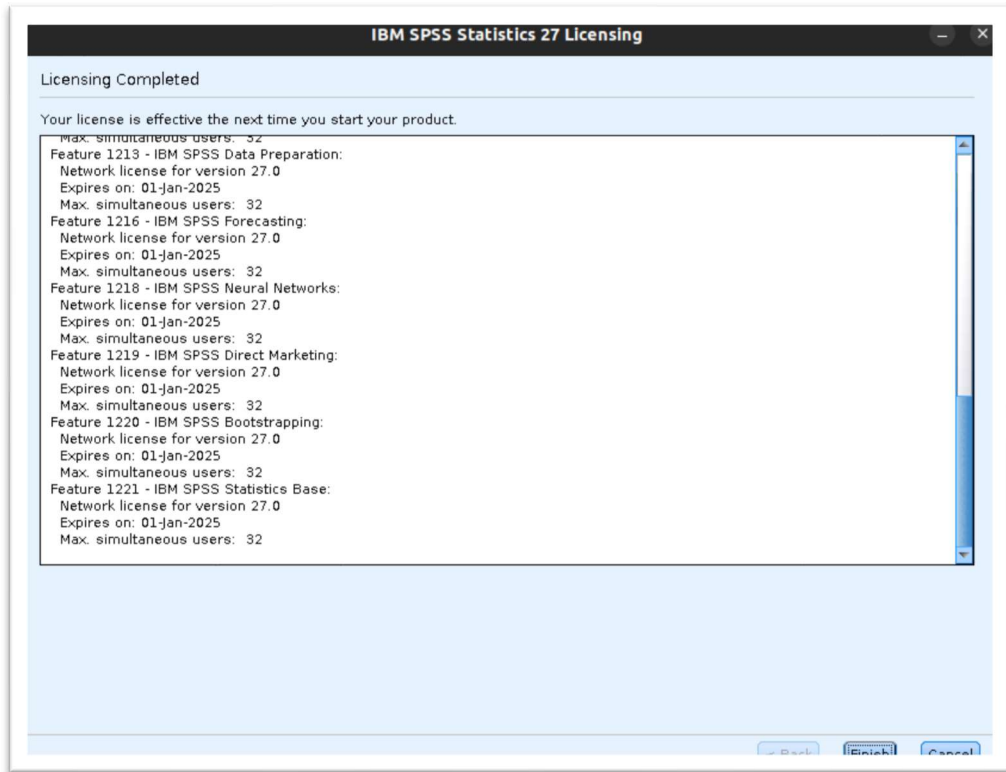 IBM SPSS Statistics 27 Licensing
Licensing Completed
Your license is effective the next time you start your product.
Max. simultaneous users: 32
Feature 1213 - IBM SPSS Data Preparation:
Network license for version 27.0
Expires on: 01-Jan-2025
Max. simultaneous users: 32
Feature 1216 - IBM SPSS Forecasting:
Network license for version 27.0
Expires on: 01-Jan-2025
Max. simultaneous users: 32
Feature 1218 - IBM SPSS Neural Networks:
Network license for version 27.0
Expires on: 01-Jan-2025
Max. simultaneous users: 32
Feature 1219 - IBM SPSS Direct Marketing:
Network license for version 27.0
Expires on: 01-Jan-2025
Max. simultaneous users: 32
Feature 1220 - IBM SPSS Bootstrapping:
Network license for version 27.0
Expires on: 01-Jan-2025
Max. simultaneous users: 32
Feature 1221 - IBM SPSS Statistics Base:
Network license for version 27.0
Expires on: 01-Jan-2025
Max. simultaneous users: 32
< Back Finish Cancel